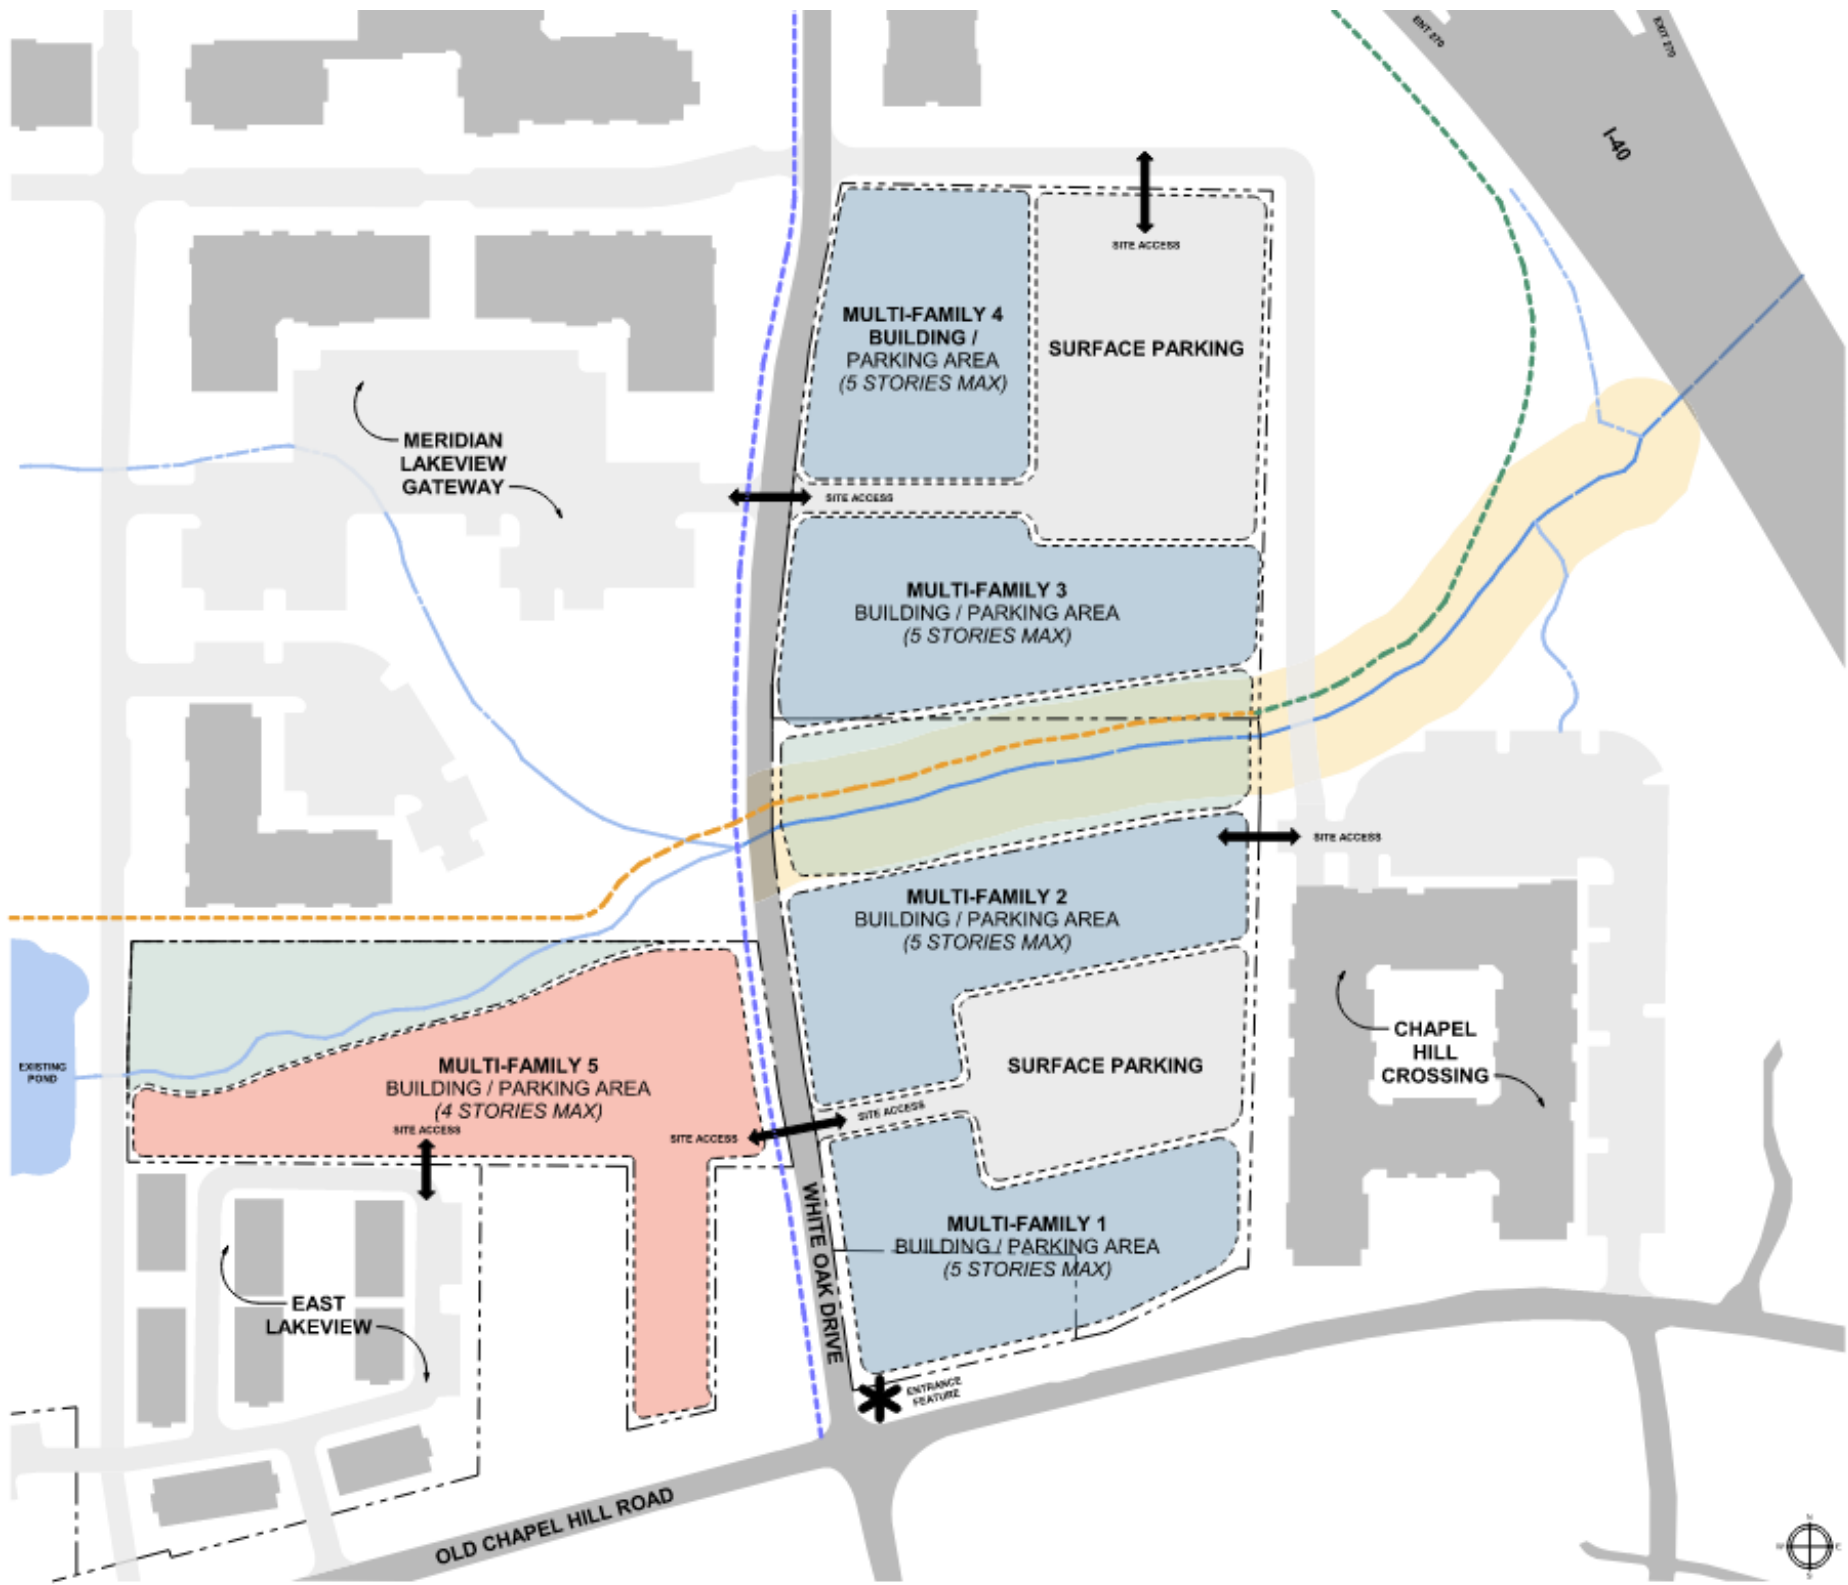 ENT 270
EXIT 270
I-40
SITE ACCESS
MULTI-FAMILY 4
BUILDING /
PARKING AREA
(5 STORIES MAX)
SURFACE PARKING
MERIDIAN
LAKEVIEW
GATEWAY
SITE ACCESS
MULTI-FAMILY 3
BUILDING / PARKING AREA
(5 STORIES MAX)
SITE ACCESS
MULTI-FAMILY 2
BUILDING / PARKING AREA
(5 STORIES MAX)
EXISTING
POND
MULTI-FAMILY 5
BUILDING / PARKING AREA
(4 STORIES MAX)
SITE ACCESS
SITE ACCESS
SITE ACCESS
SURFACE PARKING
CHAPEL
HILL
CROSSING
WHITE OAK DRIVE
MULTI-FAMILY 1
BUILDING / PARKING AREA
(5 STORIES MAX)
EAST
LAKEVIEW
ENTRANCE
FEATURE
OLD CHAPEL HILL ROAD
N
W
E
S